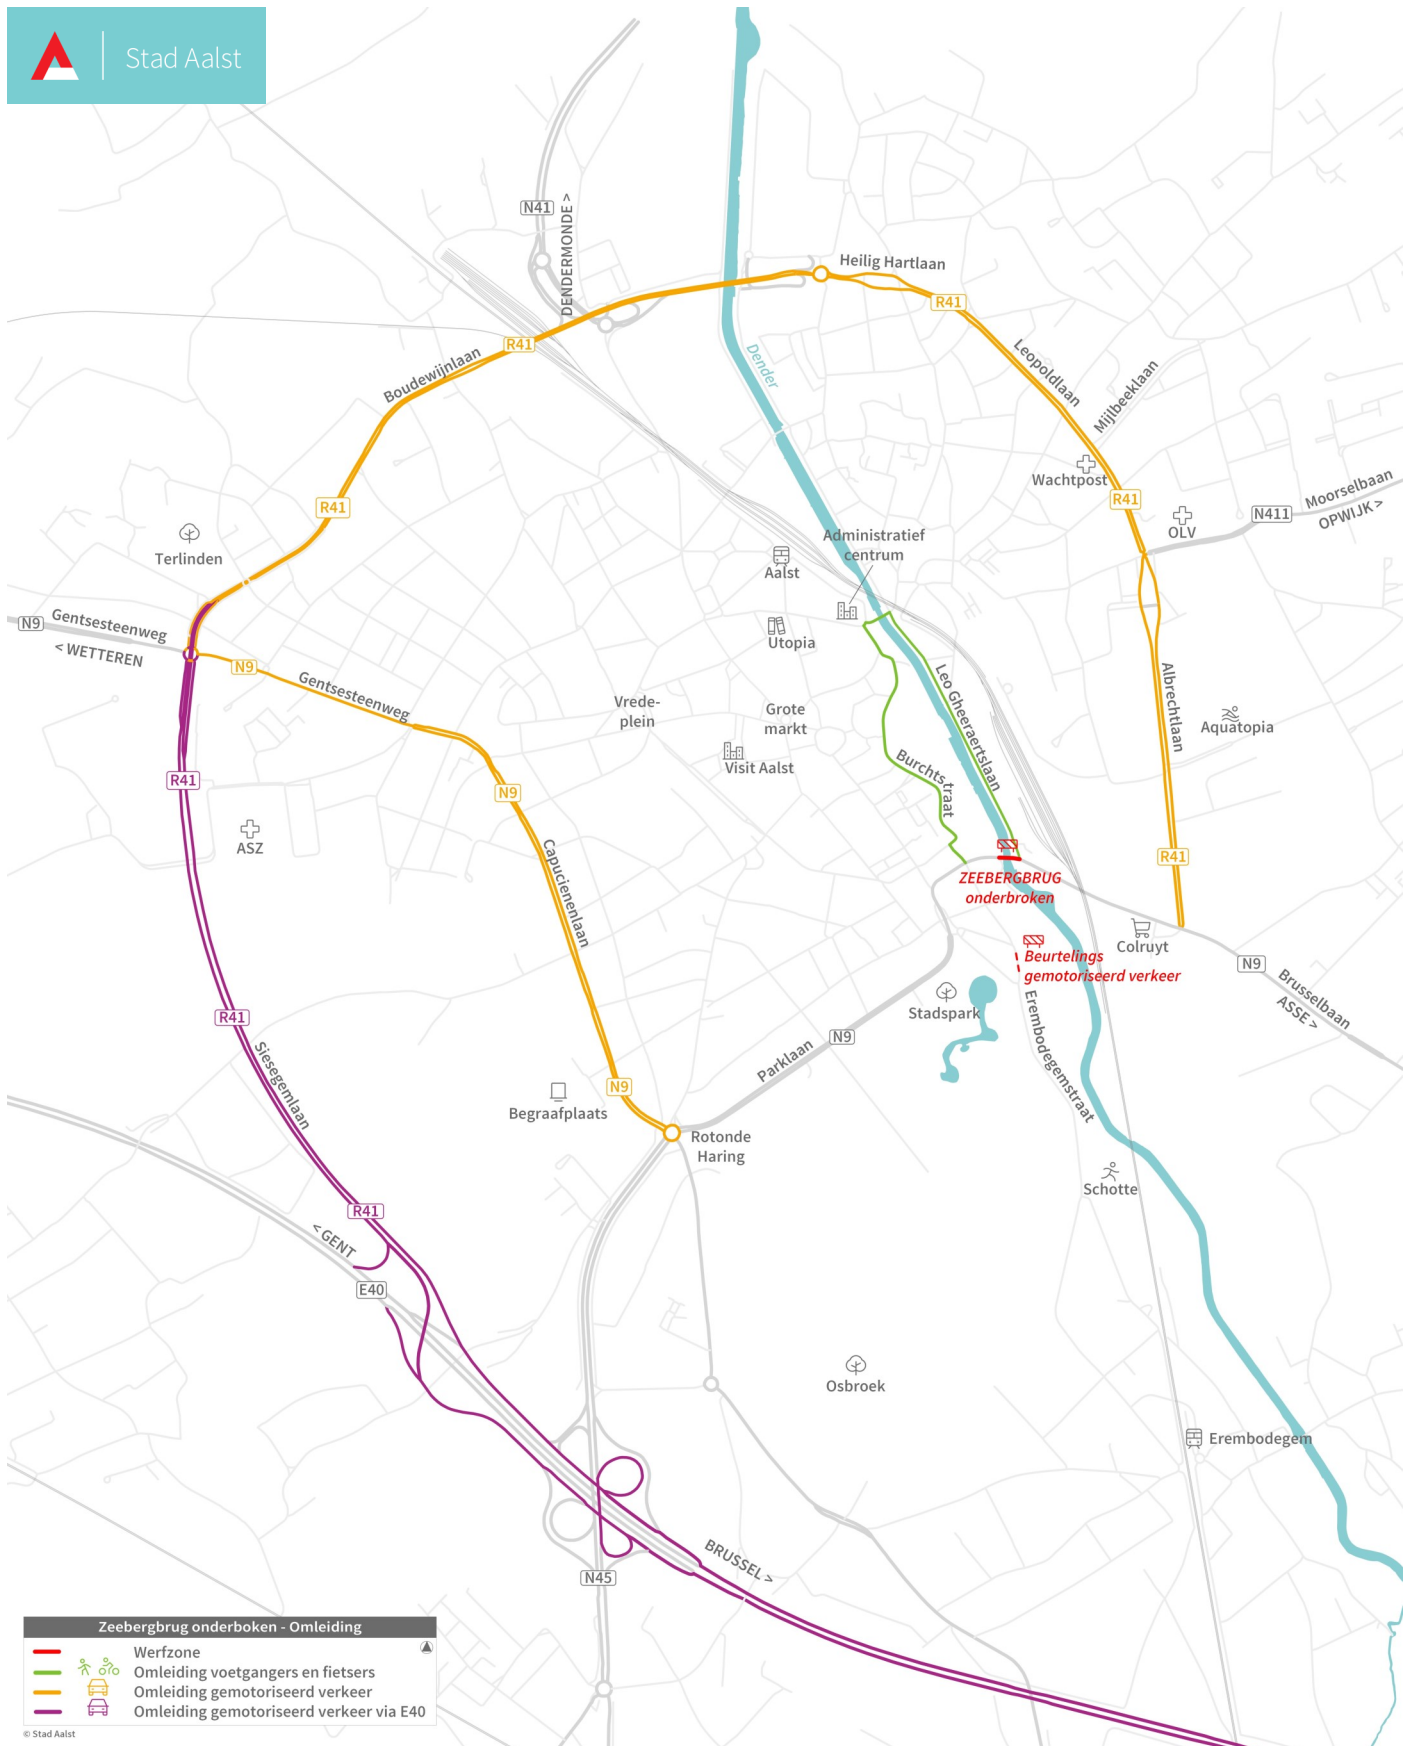 Stad Aalst
N41
DENDERMONDE >
Heilig Hartlaan
R41
R41
Boudewijnlaan
Dender
Leopoldlaan
Mijlbeeklaan
Wachtpost
R41
R41
Moorselbaan
N411
OPWIJK >
OLV
Terlinden
Administratief
centrum
Aalst
N9
Gentsesteenweg
< WETTEREN
Utopia
N9
Gentsesteenweg
Vrede-
plein
Grote
markt
Leo Gheeraertslaan
Albrechtlaan
Aquatopia
Visit Aalst
Burchtstraat
R41
N9
ASZ
Capucienenlaan
R41
ZEEBERGBRUG
onderbroken
Colruyt
Beurtelings
gemotoriseerd verkeer
N9
Brusselbaan
ASSE >
Stadspark
R41
Siesegemlaan
Erembodegemstraat
N9
Parklaan
N9
Begraafplaats
Rotonde
Haring
Schotte
R41
< GENT
E40
Osbroek
Erembodegem
BRUSSEL >
N45
Zeebergbrug onderboken - Omleiding
Werfzone
Omleiding voetgangers en fietsers
Omleiding gemotoriseerd verkeer
Omleiding gemotoriseerd verkeer via E40
© Stad Aalst